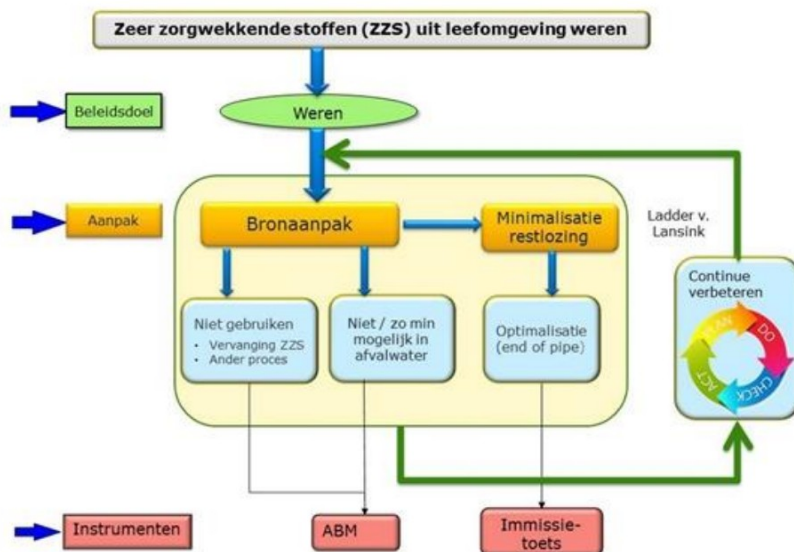 Zeer zorgwekkende stoffen (ZZS) uit leefomgeving weren
Beleidsdoel
Weren
Aanpak
Bronaanpak
Minimalisatie
restlozing
Ladder v.
Lansink
Niet gebruiken
• Vervanging ZZS
• Ander proces
Niet / zo min
mogelijk in
afvalwater
Optimalisatie
(end of pipe)
Continue
verbeteren
PLAN
DO
CHECK
ACT
Instrumenten
ABM
Immissie-
toets